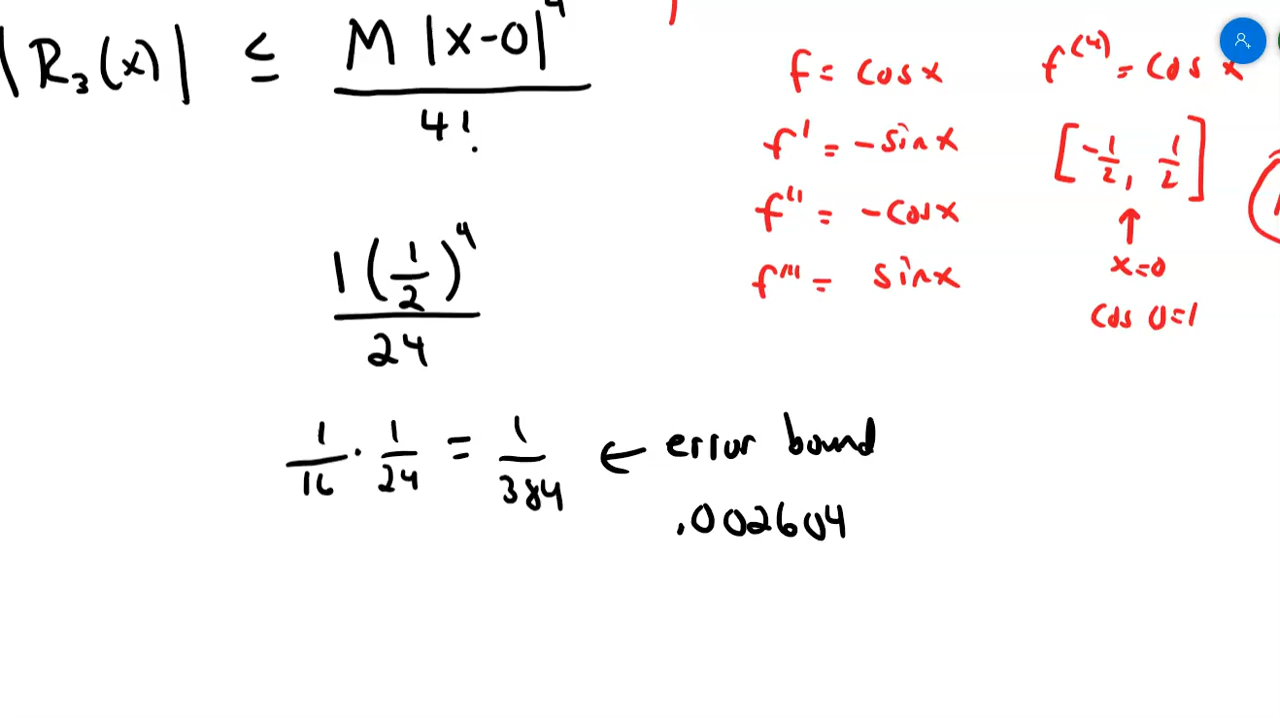 |R₃(x)| ≤ M |x-0|⁴ / 4!
1 (1/2)⁴ / 24
1/16 · 1/24 = 1/384 ← error bound
.002604
f = cos x
f' = -sin x
f'' = -cos x
f''' = sin x
f⁽⁴⁾ = cos x
[-1/2, 1/2]
↑
x=0
cos 0=1